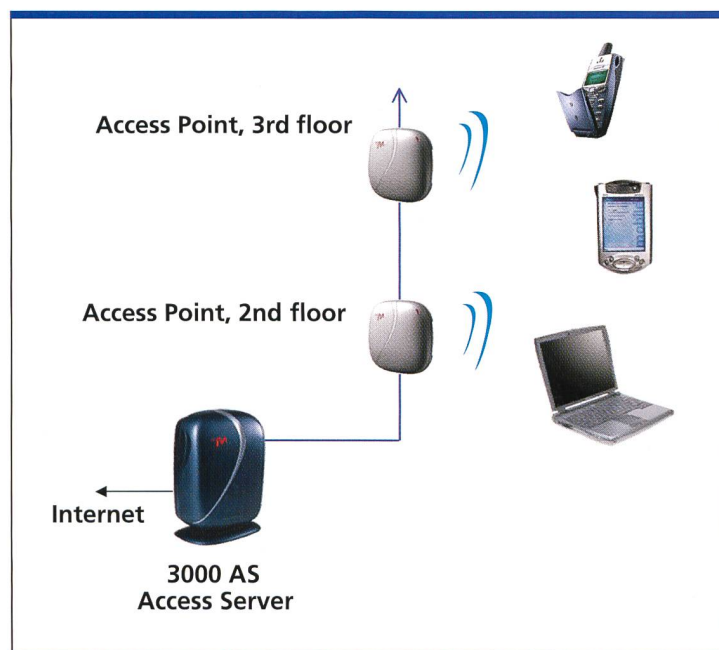 Access Point, 3rd floor
Access Point, 2nd floor
Internet
3000 AS
Access Server